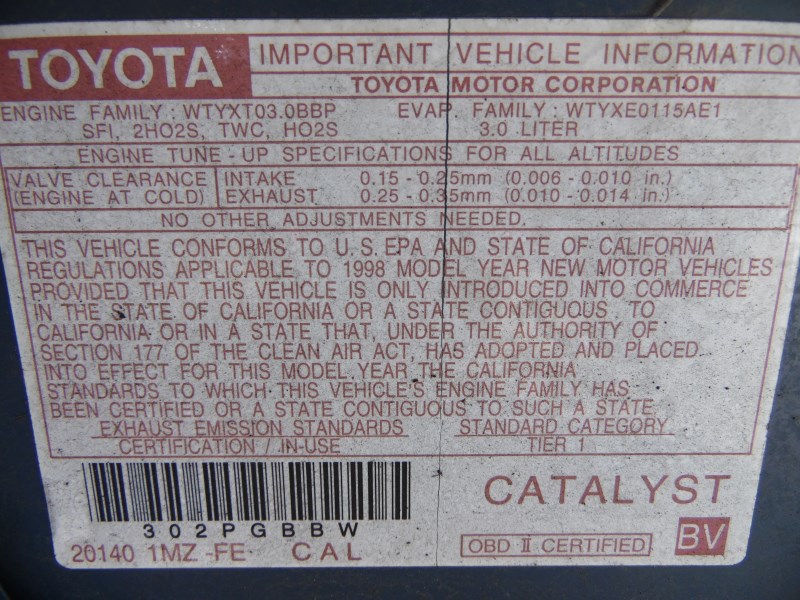 TOYOTA
IMPORTANT VEHICLE INFORMATION
TOYOTA MOTOR CORPORATION
ENGINE FAMILY : WTYXT03.0BBP EVAP. FAMILY : WTYXE0115AE1
SFI, 2HO2S, TWC, HO2S 3.0 LITER
ENGINE TUNE - UP SPECIFICATIONS FOR ALL ALTITUDES
VALVE CLEARANCE INTAKE 0.15 - 0.25mm (0.006 - 0.010 in.)
(ENGINE AT COLD) EXHAUST 0.25 - 0.35mm (0.010 - 0.014 in.)
NO OTHER ADJUSTMENTS NEEDED.
THIS VEHICLE CONFORMS TO U.S.EPA AND STATE OF CALIFORNIA
REGULATIONS APPLICABLE TO 1998 MODEL YEAR NEW MOTOR VEHICLES
PROVIDED THAT THIS VEHICLE IS ONLY INTRODUCED INTO COMMERCE
IN THE STATE OF CALIFORNIA OR A STATE CONTIGUOUS TO
CALIFORNIA OR IN A STATE THAT, UNDER THE AUTHORITY OF
SECTION 177 OF THE CLEAN AIR ACT, HAS ADOPTED AND PLACED
INTO EFFECT FOR THIS MODEL YEAR THE CALIFORNIA
STANDARDS TO WHICH THIS VEHICLE'S ENGINE FAMILY HAS
BEEN CERTIFIED OR A STATE CONTIGUOUS TO SUCH A STATE.
EXHAUST EMISSION STANDARDS STANDARD CATEGORY
CERTIFICATION / IN-USE TIER 1
302PGBBW
CATALYST
20140 1MZ-FE CAL
OBD II CERTIFIED BV